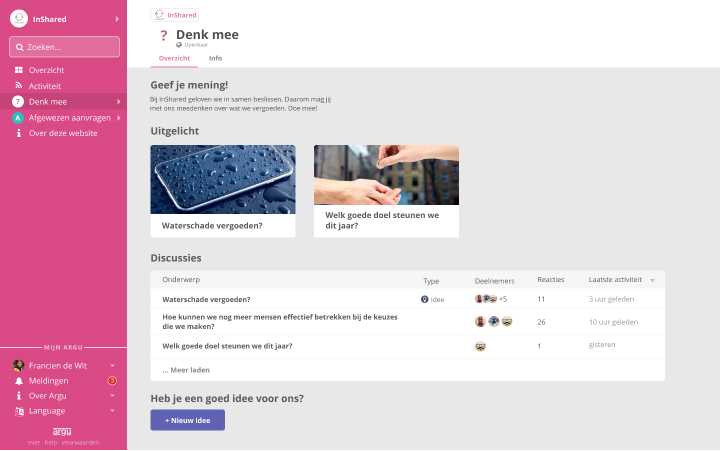 InShared
Zoeken...
Overzicht
Activiteit
? Denk mee
A Afgewezen aanvragen
Over deze website
MIJN ARGU
Francien de Wit
Meldingen 3
Over Argu
Language
argu
over help voorwaarden
InShared
? Denk mee
Openbaar
Overzicht Info
Geef je mening!
Bij InShared geloven we in samen beslissen. Daarom mag jij
met ons meedenken over wat we vergoeden. Doe mee!
Uitgelicht
Waterschade vergoeden?
Welk goede doel steunen we
dit jaar?
Discussies
Onderwerp Type Deelnemers Reacties Laatste activiteit
Waterschade vergoeden? Idee +5 11 3 uur geleden
Hoe kunnen we nog meer mensen effectief betrekken bij de keuzes
die we maken? 26 10 uur geleden
Welk goede doel steunen we dit jaar? 1 gisteren
... Meer laden
Heb je een goed idee voor ons?
+ Nieuw idee